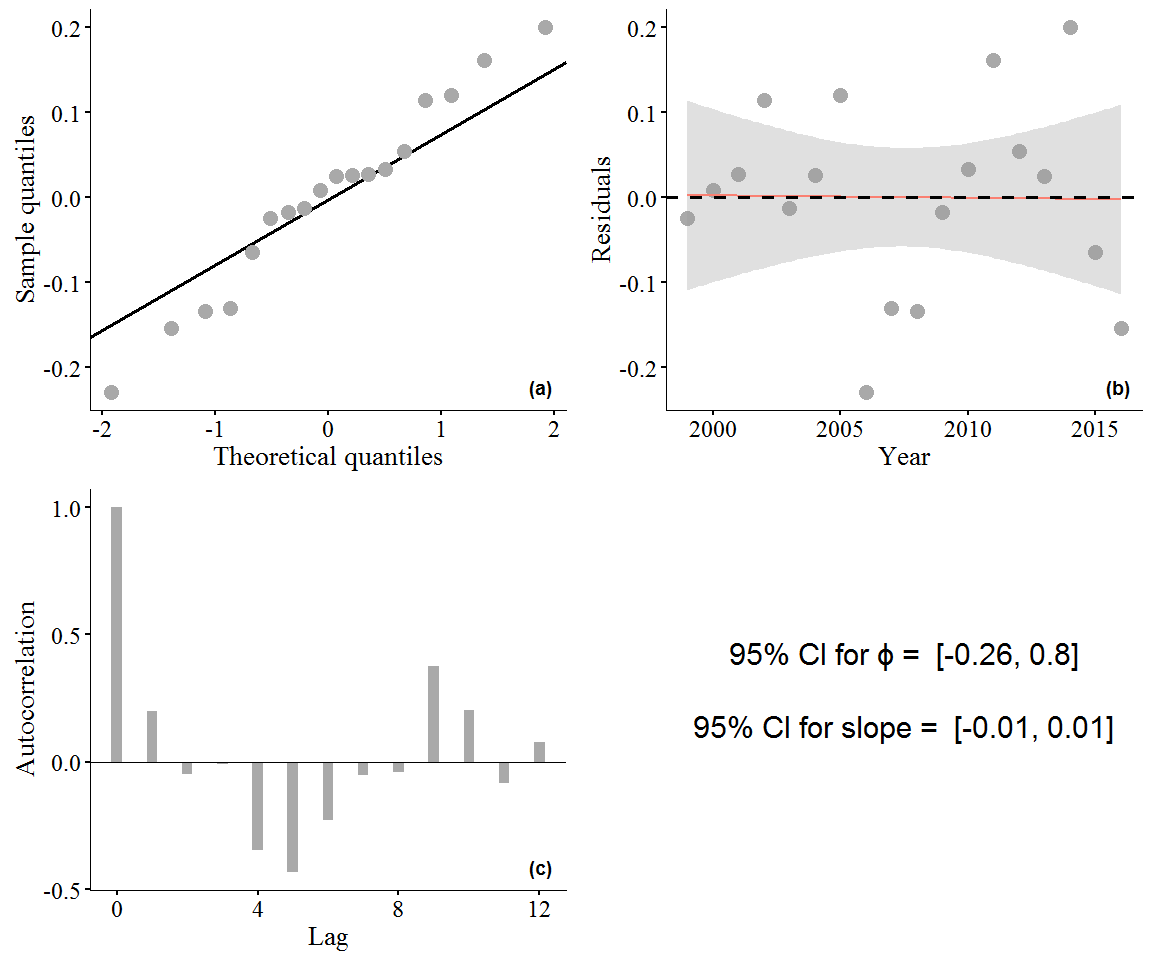 0.2
0.1
0.0
-0.1
-0.2
Sample quantiles
(a)
-2 -1 0 1 2
Theoretical quantiles
0.2
0.1
0.0
-0.1
-0.2
Residuals
(b)
2000 2005 2010 2015
Year
1.0
0.5
0.0
-0.5
Autocorrelation
(c)
0 4 8 12
Lag
95% CI for ϕ = [-0.26, 0.8]
95% CI for slope = [-0.01, 0.01]